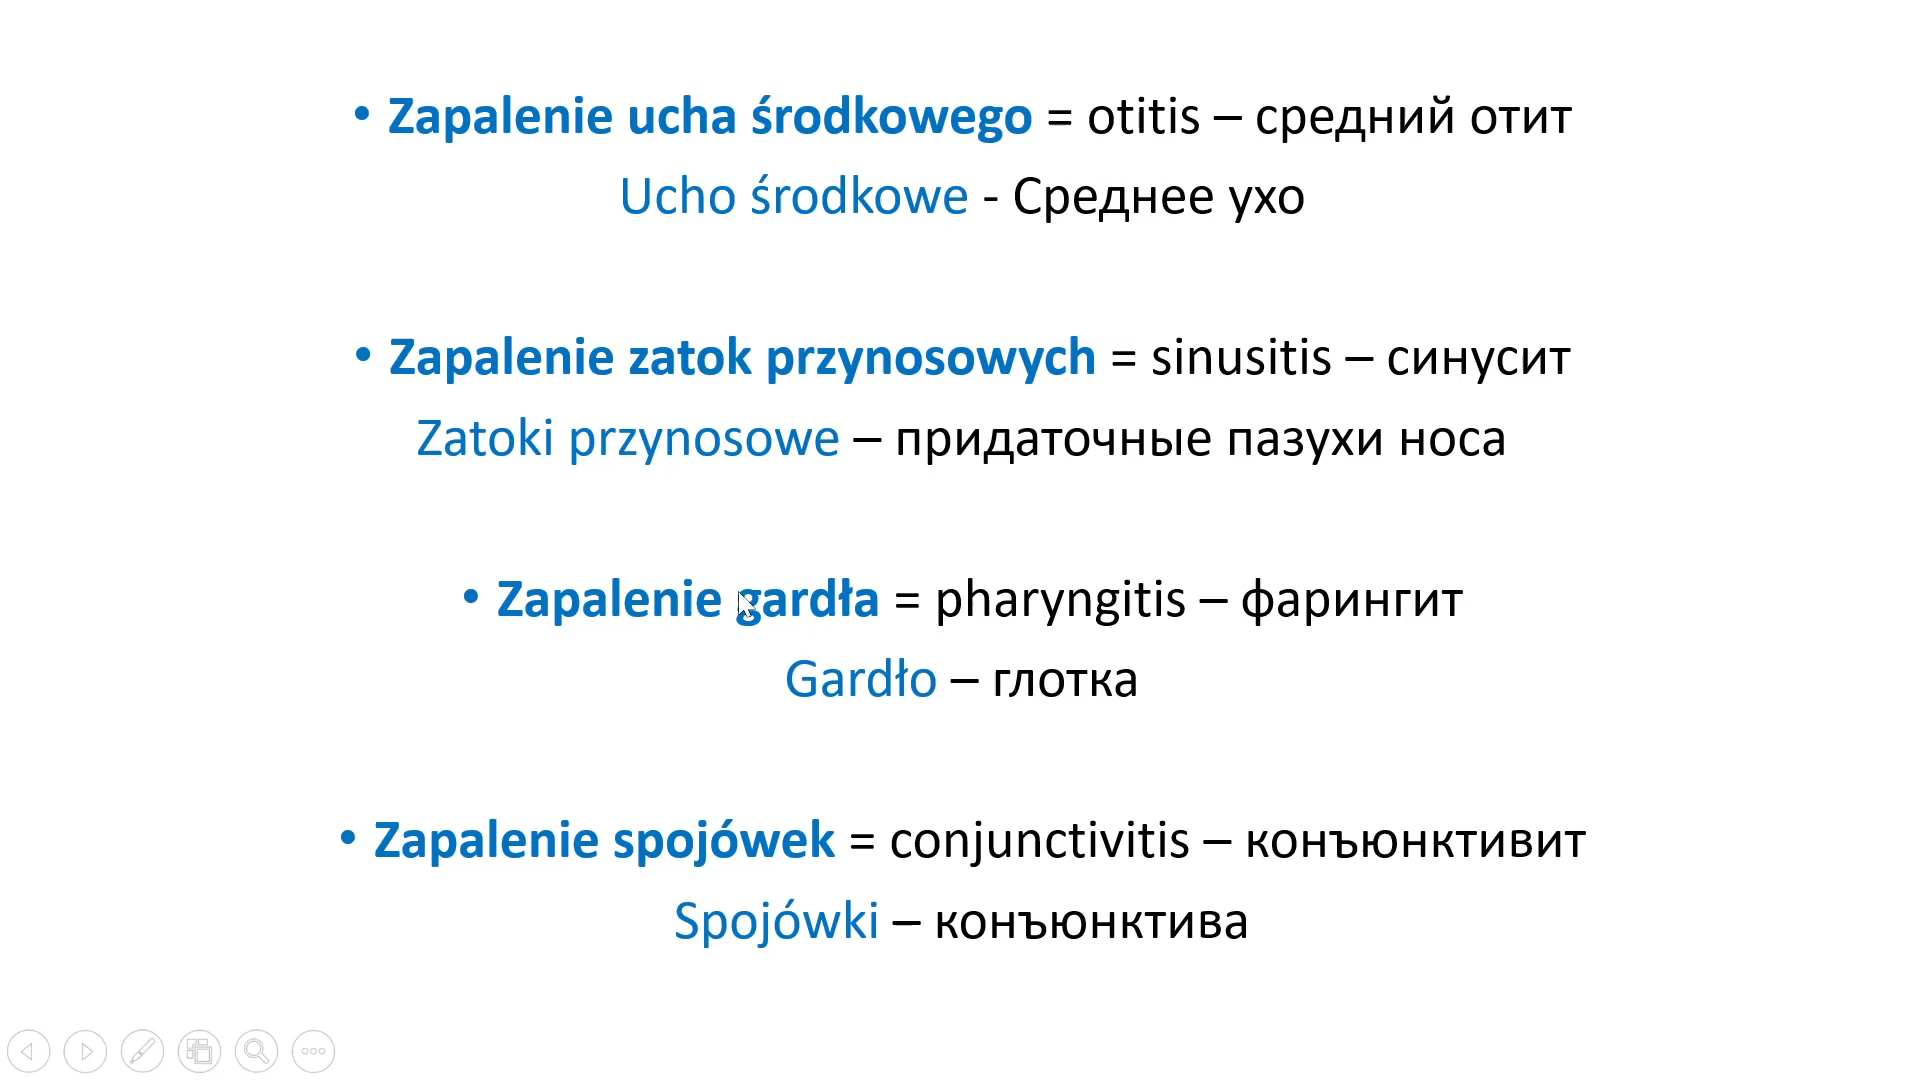 • Zapalenie ucha środkowego = otitis – средний отит
Ucho środkowe - Среднее ухо
• Zapalenie zatok przynosowych = sinusitis – синусит
Zatoki przynosowe – придаточные пазухи носа
• Zapalenie gardła = pharyngitis – фарингит
Gardło – глотка
• Zapalenie spojówek = conjunctivitis – конъюнктивит
Spojówki – конъюнктива